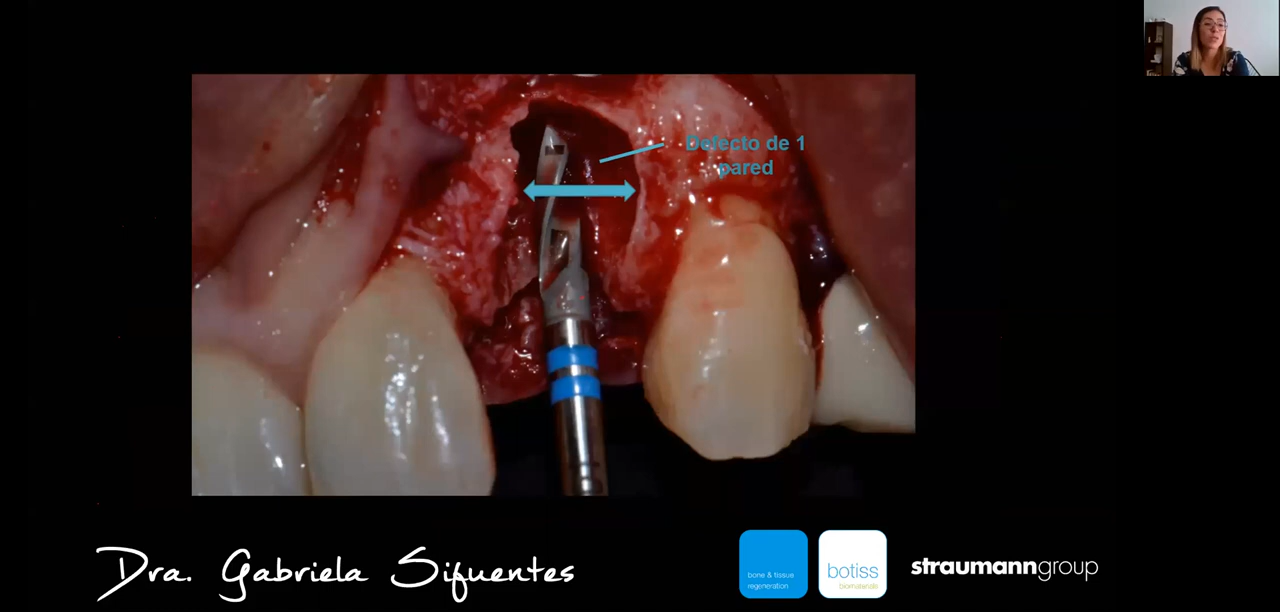 Defecto de 1
pared
Dra. Gabriela Sifuentes
bone & tissue
regeneration
botiss
biomaterials
straumanngroup